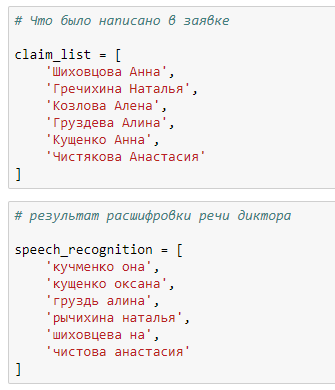 # Что было написано в заявке
claim_list = [
'Шиховцова Анна',
'Гречихина Наталья',
'Козлова Алена',
'Груздева Алина',
'Кущенко Анна',
'Чистякова Анастасия'
]
# результат расшифровки речи диктора
speech_recognition = [
'кучменко она',
'кущенко оксана',
'груздь алина',
'рычихина наталья',
'шиховцева на',
'чистова анастасия'
]